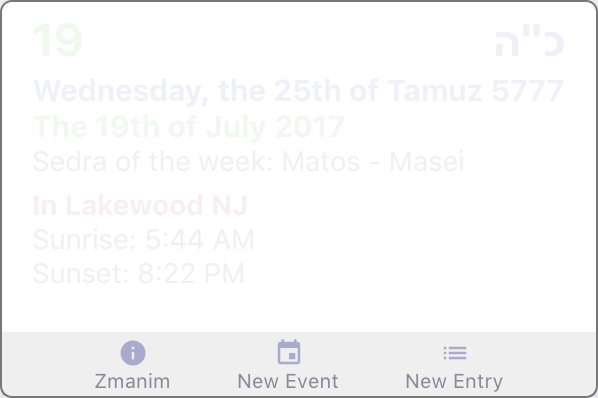 19 כ"ה
Wednesday, the 25th of Tamuz 5777
The 19th of July 2017
Sedra of the week: Matos - Masei
In Lakewood NJ
Sunrise: 5:44 AM
Sunset: 8:22 PM
Zmanim New Event New Entry